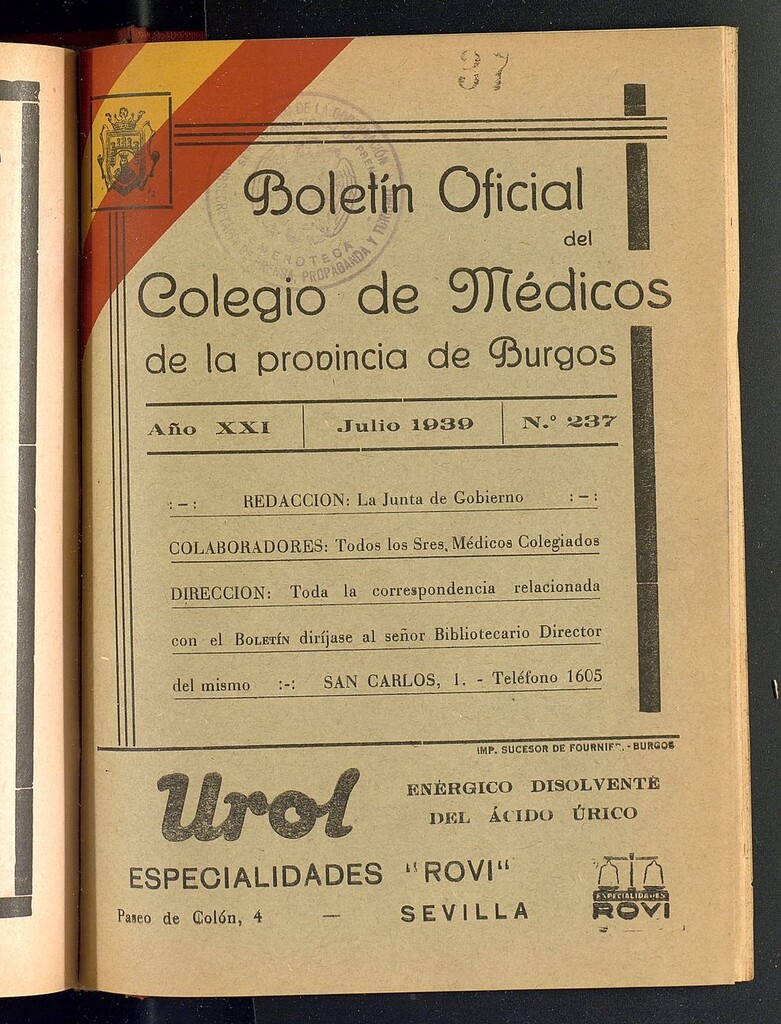 Boletín Oficial
del
Colegio de Médicos
de la provincia de Burgos
Año XXI Julio 1939 N.º 237
:-: REDACCION: La Junta de Gobierno :-:
COLABORADORES: Todos los Sres. Médicos Colegiados
DIRECCION: Toda la correspondencia relacionada
con el BOLETÍN diríjase al señor Bibliotecario Director
del mismo :-: SAN CARLOS, 1. - Teléfono 1605
IMP. SUCESOR DE - BURGOS
Urol
ENÉRGICO DISOLVENTE
DEL ÁCIDO ÚRICO
ESPECIALIDADES "ROVI"
Paseo de Colón, 4 — SEVILLA
ESPECIALIDADES
ROVI
HEMEROTECA
PROPAGANDA Y